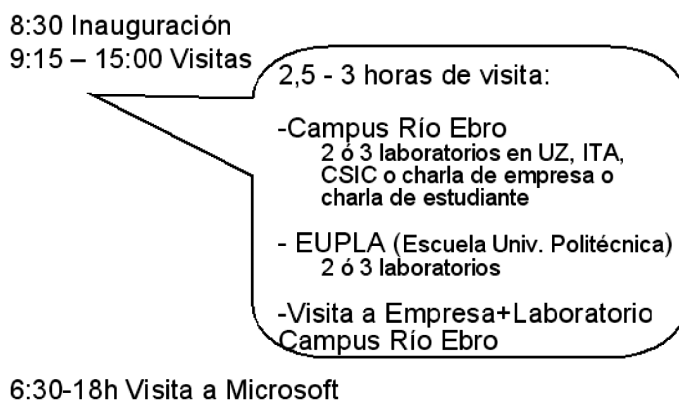 8:30 Inauguración
9:15 – 15:00 Visitas
2,5 - 3 horas de visita:
-Campus Río Ebro
2 ó 3 laboratorios en UZ, ITA,
CSIC o charla de empresa o
charla de estudiante
- EUPLA (Escuela Univ. Politécnica)
2 ó 3 laboratorios
-Visita a Empresa+Laboratorio
Campus Río Ebro
6:30-18h Visita a Microsoft